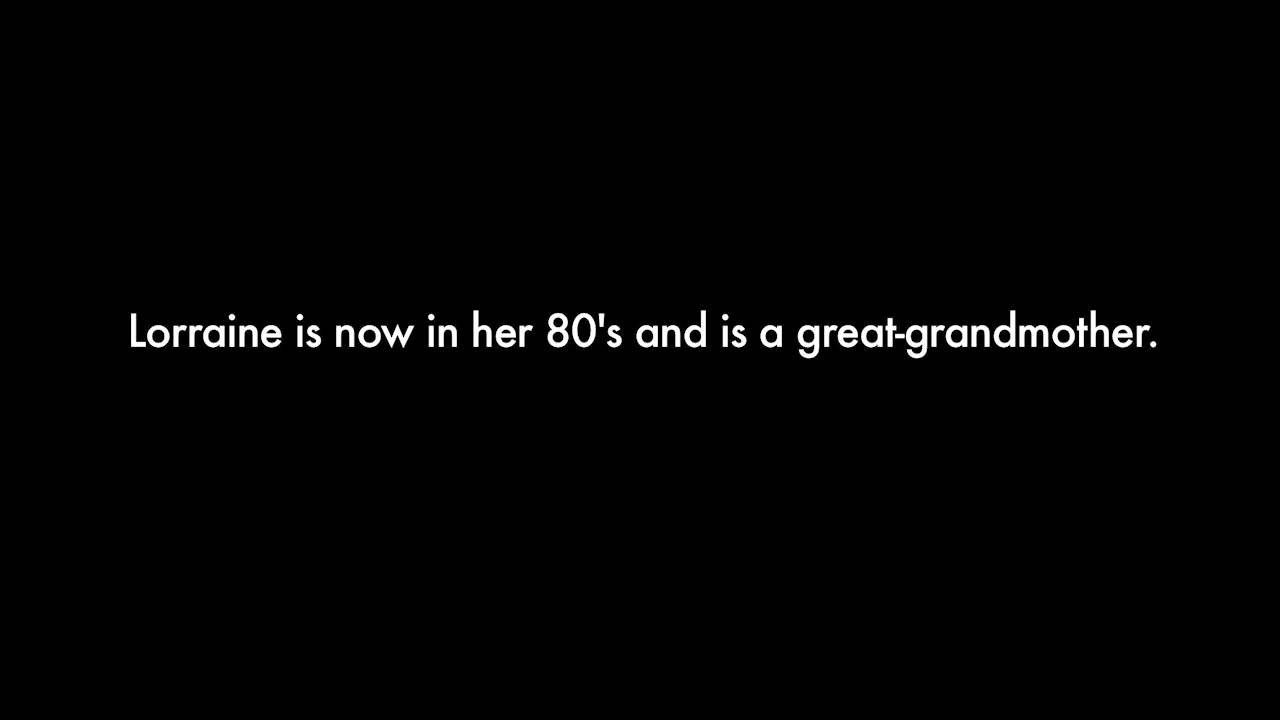 Lorraine is now in her 80's and is a great-grandmother.